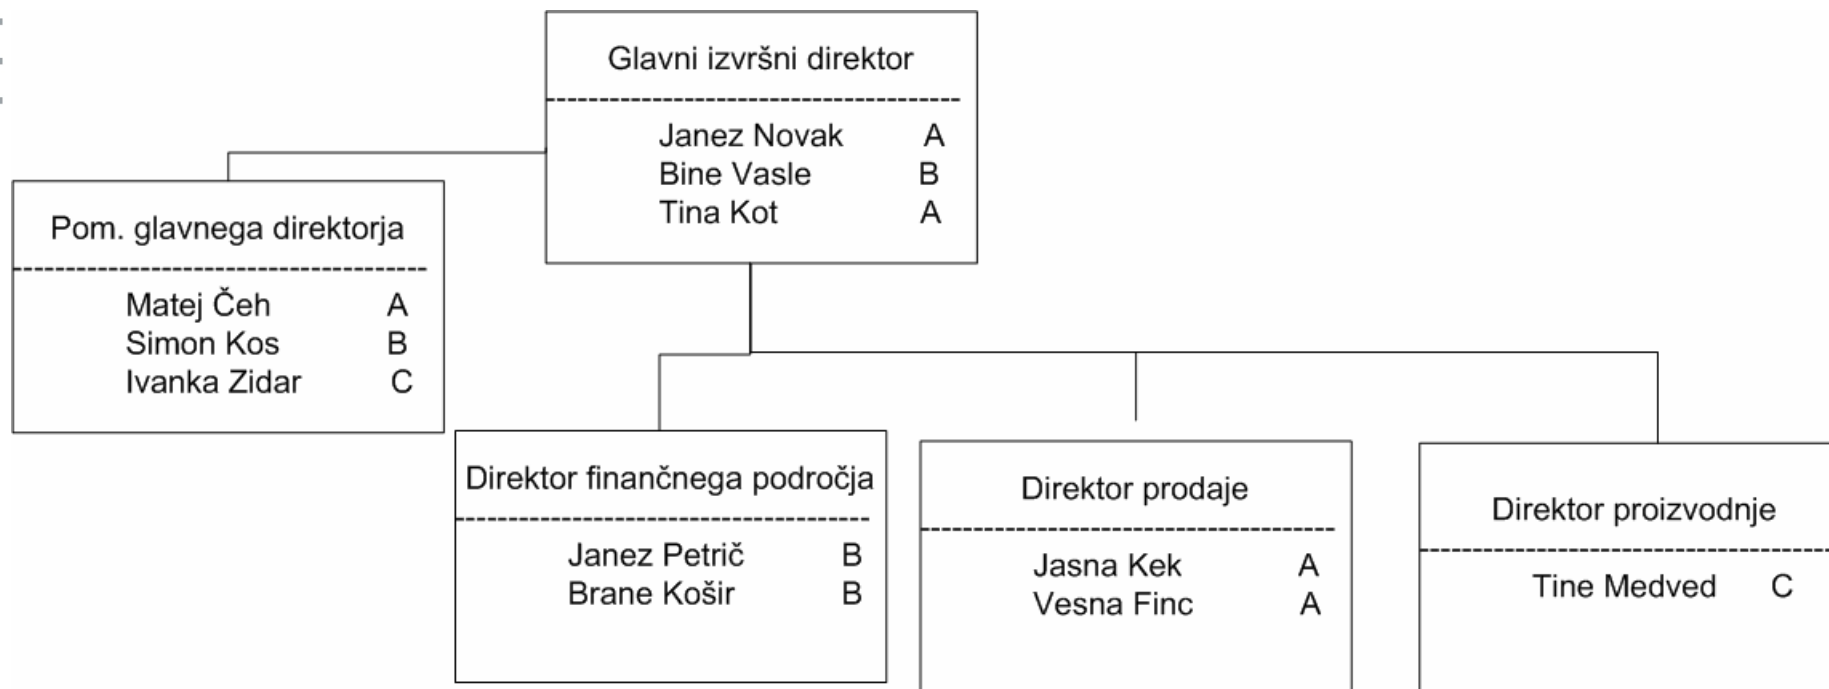 Glavni izvršni direktor
Janez Novak A
Bine Vasle B
Tina Kot A
Pom. glavnega direktorja
Matej Čeh A
Simon Kos B
Ivanka Zidar C
Direktor finančnega področja
Janez Petrič B
Brane Košir B
Direktor prodaje
Jasna Kek A
Vesna Finc A
Direktor proizvodnje
Tine Medved C